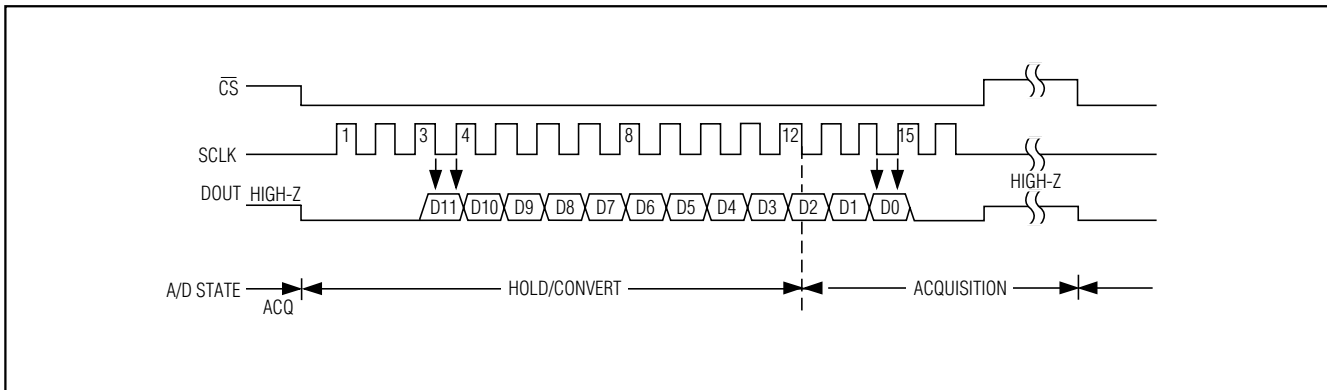 CS
1 3 4 8 12 15
SCLK
DOUT HIGH-Z HIGH-Z
D11 D10 D9 D8 D7 D6 D5 D4 D3 D2 D1 D0
A/D STATE HOLD/CONVERT ACQUISITION
ACQ